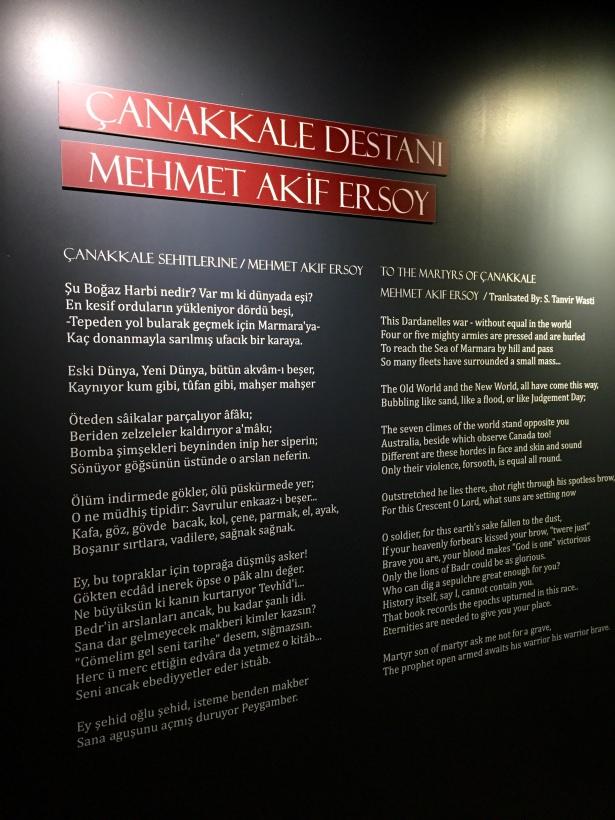 ÇANAKKALE DESTANI
MEHMET AKİF ERSOY
ÇANAKKALE SEHITLERINE / MEHMET AKIF ERSOY
Şu Boğaz Harbi nedir? Var mı ki dünyada eşi?
En kesif orduların yükleniyor dördü beşi,
-Tepeden yol bularak geçmek için Marmara'ya-
Kaç donanmayla sarılmış ufacık bir karaya.
Eski Dünya, Yeni Dünya, bütün akvâm-ı beşer,
Kaynıyor kum gibi, tûfan gibi, mahşer mahşer
Öteden sâikalar parçalıyor âfâkı;
Beriden zelzeleler kaldırıyor a'mâkı;
Bomba şimşekleri beyninden inip her siperin;
Sönüyor göğsünün üstünde o arslan neferin.
Ölüm indirmede gökler, ölü püskürmede yer;
O ne müdhiş tipidir: Savrulur enkaaz-ı beşer...
Kafa, göz, gövde bacak, kol, çene, parmak, el, ayak,
Boşanır sırtlara, vadilere, sağnak sağnak.
Ey, bu topraklar için toprağa düşmüş asker!
Gökten ecdâd inerek öpse o pâk alnı değer.
Ne büyüksün ki kanın kurtarıyor Tevhîd'i...
Bedr'in arslanları ancak, bu kadar şanlı idi.
Sana dar gelmeyecek makberi kimler kazsın?
"Gömelim gel seni tarihe" desem, sığmazsın.
Herc ü merc ettiğin edvâra da yetmez o kitâb...
Seni ancak ebediyyetler eder istiâb.
Ey şehid oğlu şehid, isteme benden makber
Sana aguşunu açmış duruyor Peygamber.
TO THE MARTYRS OF ÇANAKKALE
MEHMET AKIF ERSOY / Tranlsated By: S. Tanvir Wasti
This Dardanelles war - without equal in the world
Four or five mighty armies are pressed and are hurled
To reach the Sea of Marmara by hill and pass
So many fleets have surrounded a small mass...
The Old World and the New World, all have come this way,
Bubbling like sand, like a flood, or like Judgement Day;
The seven climes of the world stand opposite you
Australia, beside which observe Canada too!
Different are these hordes in face and skin and sound
Only their violence, forsooth, is equal all round.
Outstretched he lies there, shot right through his spotless brow,
For this Crescent O Lord, what suns are setting now
O soldier, for this earth's sake fallen to the dust,
If your heavenly forbears kissed your brow, "twere just"
Brave you are, your blood makes "God is one" victorious
Only the lions of Badr could be as glorious.
Who can dig a sepulchre great enough for you?
History itself, say I, cannot contain you.
That book records the epochs upturned in this race..
Eternities are needed to give you your place.
Martyr son of martyr ask me not for a grave,
The prophet open armed awaits his warrior his warrior brave.